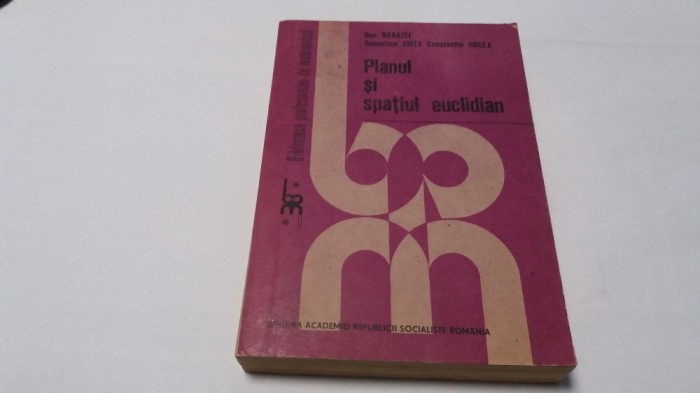 Dan BRÂNZEI
Sebastian ANIȚA Constantin COCEA
Planul
și
spațiul euclidian
Biblioteca profesorului de matematică
bpm
EDITURA ACADEMIEI REPUBLICII SOCIALISTE ROMÂNIA